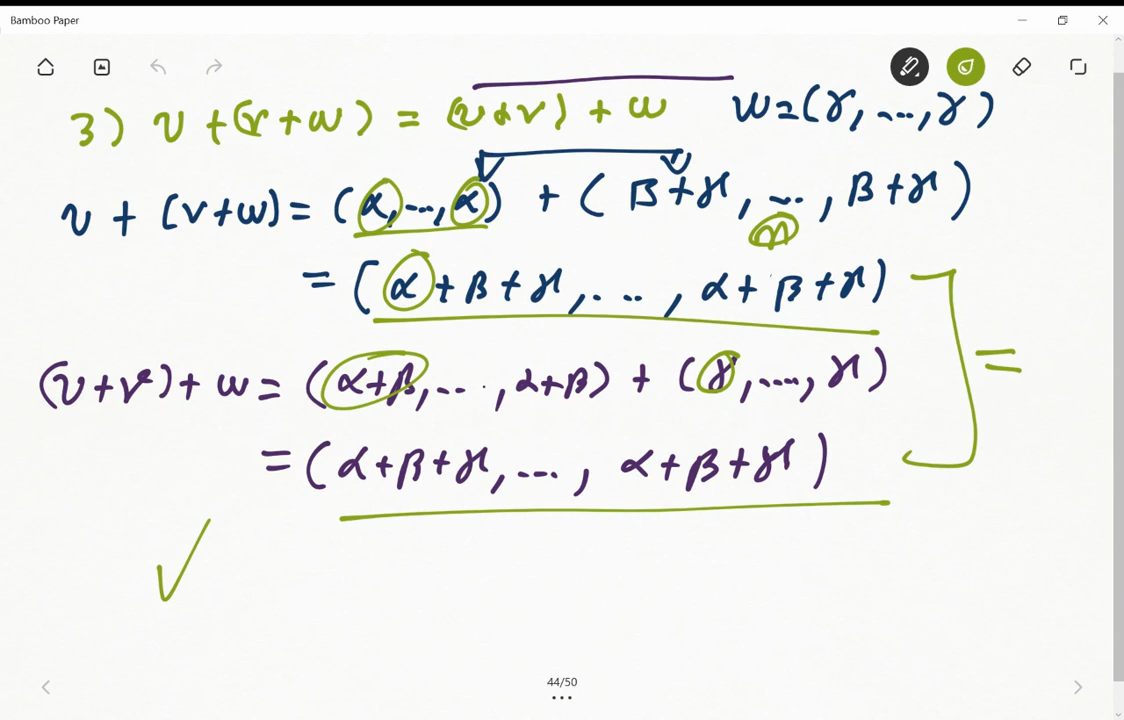 Bamboo Paper
3) u + (v + w) = (u + v) + w   w = (γ, ..., γ)
u + (v + w) = (α, ..., α) + (β + γ, ..., β + γ)
= (α + β + γ, ..., α + β + γ)
(u + v) + w = (α + β, ..., α + β) + (γ, ...., γ)
= (α + β + γ, ..., α + β + γ)
=
44/50